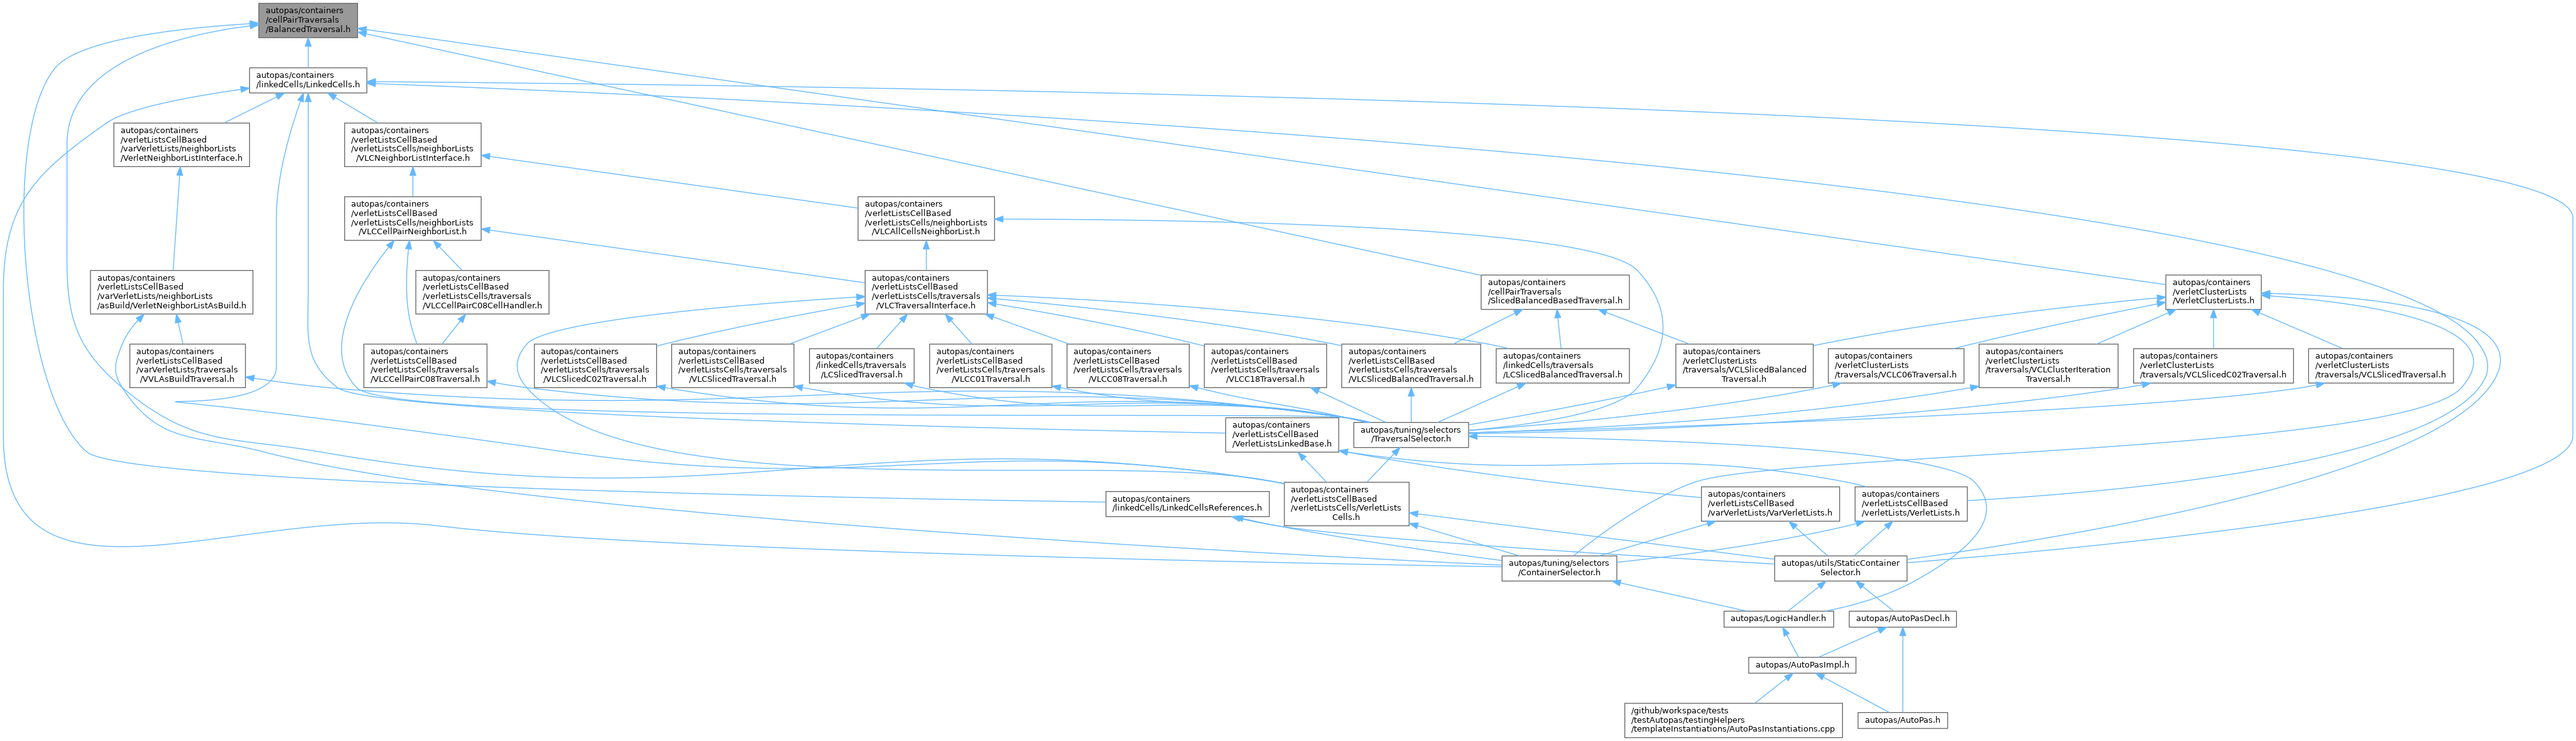 autopas/containers
/cellPairTraversals
/BalancedTraversal.h
autopas/containers
/linkedCells/LinkedCells.h
autopas/containers
/verletListsCellBased
/varVerletLists/neighborLists
/VerletNeighborListInterface.h
autopas/containers
/verletListsCellBased
/verletListsCells/neighborLists
/VLCNeighborListInterface.h
autopas/containers
/verletListsCellBased
/verletListsCells/neighborLists
/VLCCellPairNeighborList.h
autopas/containers
/verletListsCellBased
/verletListsCells/neighborLists
/VLCAllCellsNeighborList.h
autopas/containers
/verletListsCellBased
/varVerletLists/neighborLists
/asBuild/VerletNeighborListAsBuild.h
autopas/containers
/verletListsCellBased
/verletListsCells/traversals
/VLCCellPairC08CellHandler.h
autopas/containers
/verletListsCellBased
/verletListsCells/traversals
/VLCTraversalInterface.h
autopas/containers
/cellPairTraversals
/SlicedBalancedBasedTraversal.h
autopas/containers
/verletClusterLists
/VerletClusterLists.h
autopas/containers
/verletListsCellBased
/varVerletLists/traversals
/VVLAsBuildTraversal.h
autopas/containers
/verletListsCellBased
/verletListsCells/traversals
/VLCCellPairC08Traversal.h
autopas/containers
/verletListsCellBased
/verletListsCells/traversals
/VLCSlicedC02Traversal.h
autopas/containers
/verletListsCellBased
/verletListsCells/traversals
/VLCSlicedTraversal.h
autopas/containers
/linkedCells/traversals
/LCSlicedTraversal.h
autopas/containers
/verletListsCellBased
/verletListsCells/traversals
/VLCC01Traversal.h
autopas/containers
/verletListsCellBased
/verletListsCells/traversals
/VLCC08Traversal.h
autopas/containers
/verletListsCellBased
/verletListsCells/traversals
/VLCC18Traversal.h
autopas/containers
/verletListsCellBased
/verletListsCells/traversals
/VLCSlicedBalancedTraversal.h
autopas/containers
/linkedCells/traversals
/LCSlicedBalancedTraversal.h
autopas/containers
/verletClusterLists
/traversals/VCLSlicedBalanced
Traversal.h
autopas/containers
/verletClusterLists
/traversals/VCLC06Traversal.h
autopas/containers
/verletClusterLists
/traversals/VCLClusterIteration
Traversal.h
autopas/containers
/verletClusterLists
/traversals/VCLSlicedC02Traversal.h
autopas/containers
/verletClusterLists
/traversals/VCLSlicedTraversal.h
autopas/containers
/verletListsCellBased
/VerletListsLinkedBase.h
autopas/tuning/selectors
/TraversalSelector.h
autopas/containers
/linkedCells/LinkedCellsReferences.h
autopas/containers
/verletListsCellBased
/verletListsCells/VerletLists
Cells.h
autopas/containers
/verletListsCellBased
/varVerletLists/VarVerletLists.h
autopas/containers
/verletListsCellBased
/verletLists/VerletLists.h
autopas/tuning/selectors
/ContainerSelector.h
autopas/utils/StaticContainer
Selector.h
autopas/LogicHandler.h
autopas/AutoPasDecl.h
autopas/AutoPasImpl.h
/github/workspace/tests
/testAutopas/testingHelpers
/templateInstantiations/AutoPasInstantiations.cpp
autopas/AutoPas.h